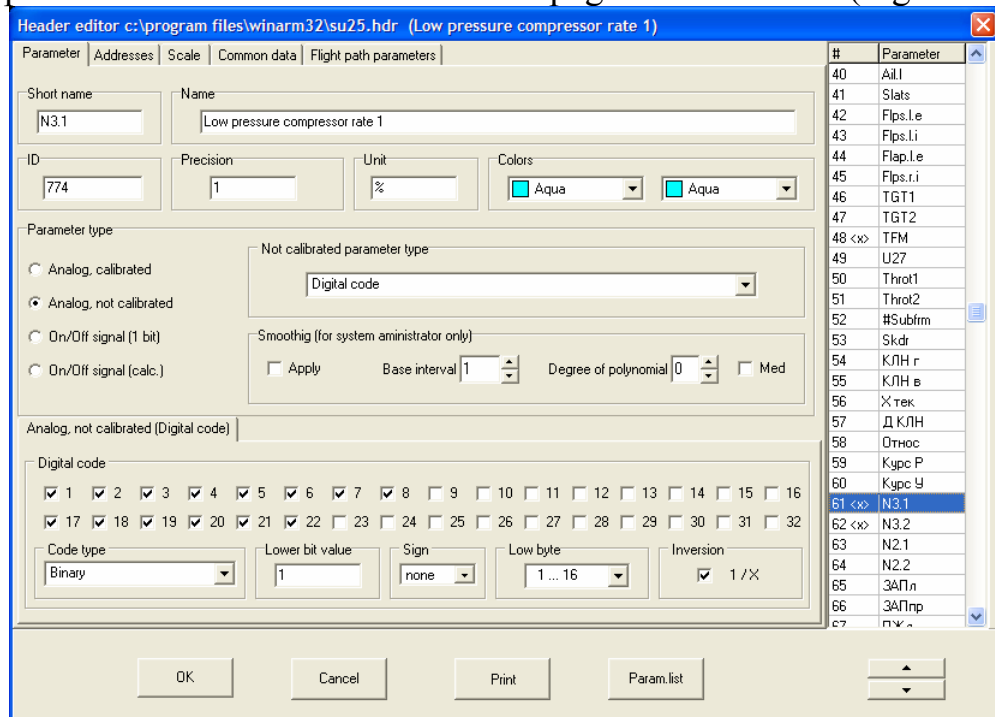 Header editor c:\program files\winarm32\su25.hdr (Low pressure compressor rate 1)
Parameter Addresses Scale Common data Flight path parameters
Short name Name
N3.1 Low pressure compressor rate 1
ID Precision Unit Colors
774 1 % Aqua Aqua
Parameter type
Analog, calibrated
Analog, not calibrated
On/Off signal (1 bit)
On/Off signal (calc.)
Not calibrated parameter type
Digital code
Smoothig (for system aministrator only)
Apply Base interval 1 Degree of polynomial 0 Med
Analog, not calibrated (Digital code)
Digital code
1 2 3 4 5 6 7 8 9 10 11 12 13 14 15 16
17 18 19 20 21 22 23 24 25 26 27 28 29 30 31 32
Code type Lower bit value Sign Low byte Inversion
Binary 1 none 1 ... 16 1 / X
# Parameter
40 Ail.l
41 Slats
42 Flps.l.e
43 Flps.l.i
44 Flap.l.e
45 Flps.r.i
46 TGT1
47 TGT2
48 <x> TFM
49 U27
50 Throt1
51 Throt2
52 #Subfrm
53 Skdr
54 КЛН г
55 КЛН в
56 Х тек
57 Д КЛН
58 Относ
59 Курс Р
60 Курс У
61 <x> N3.1
62 <x> N3.2
63 N2.1
64 N2.2
65 ЗАПл
66 ЗАПпр
OK Cancel Print Param.list